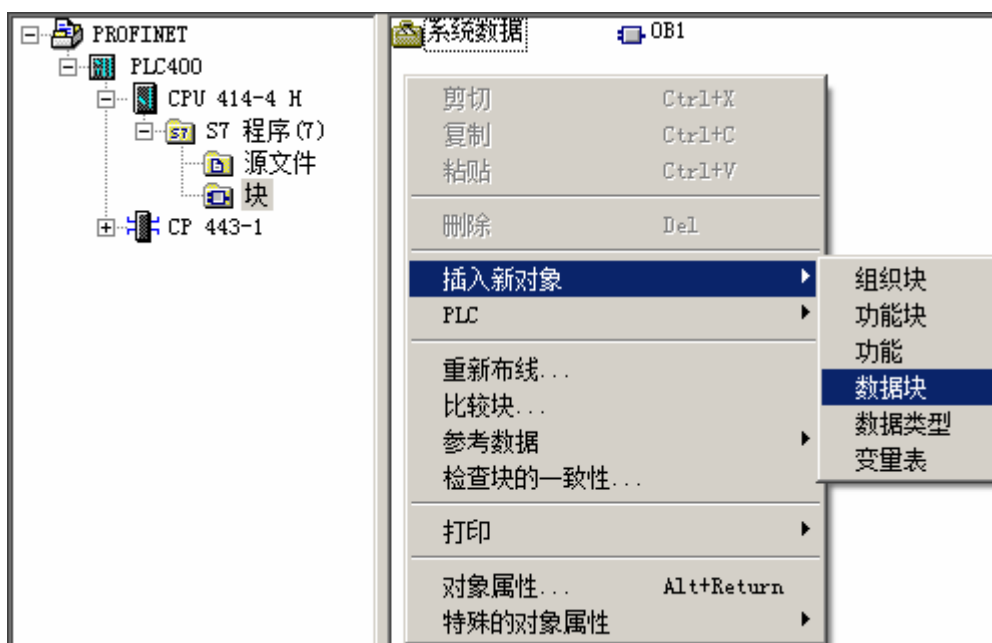 PROFINET
PLC400
CPU 414-4 H
S7 程序(7)
源文件
块
CP 443-1
系统数据 OB1
剪切 Ctrl+X
复制 Ctrl+C
粘贴 Ctrl+V
删除 Del
插入新对象
PLC
重新布线...
比较块...
参考数据
检查块的一致性...
打印
对象属性... Alt+Return
特殊的对象属性
组织块
功能块
功能
数据块
数据类型
变量表